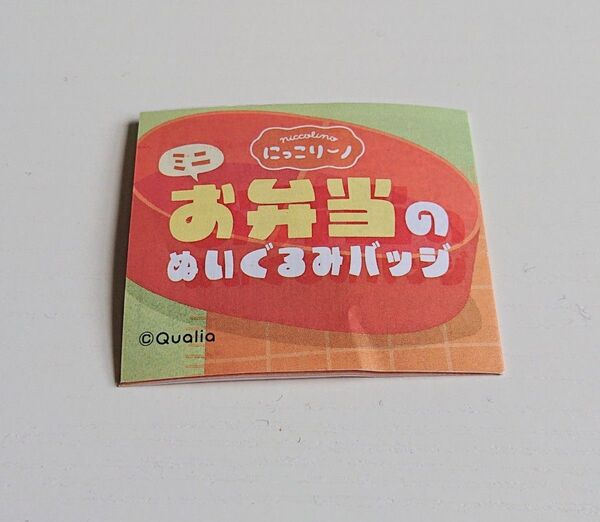 niccolino
にっこりーノ
ミニ
お弁当の
ぬいぐるみバッジ
©Qualia